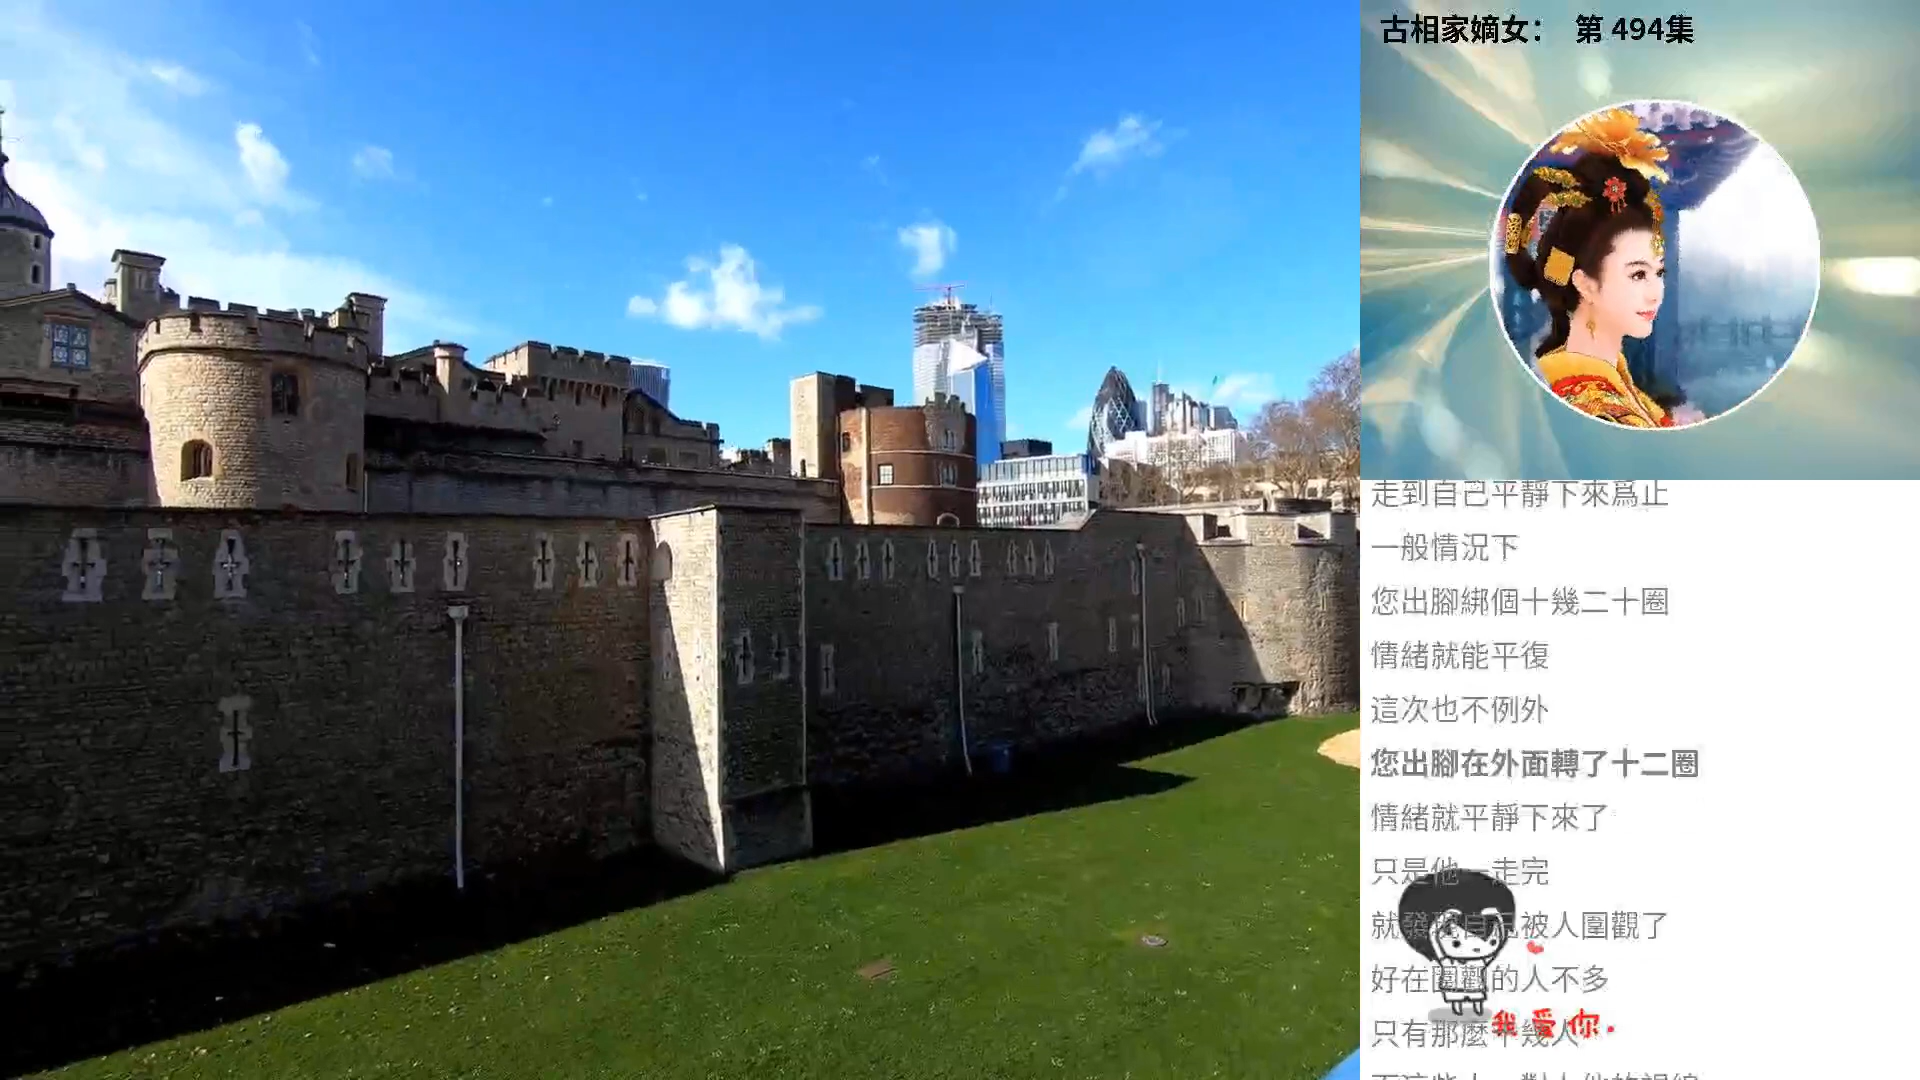 古相家嫡女： 第 494集
走到自己平靜下來爲止
一般情況下
您出腳綁個十幾二十圈
情緒就能平復
這次也不例外
您出腳在外面轉了十二圈
情緒就平靜下來了
只是他一走完
就發現自己被人圍觀了
好在圍觀的人不多
只有那麼十幾人
我爱你.